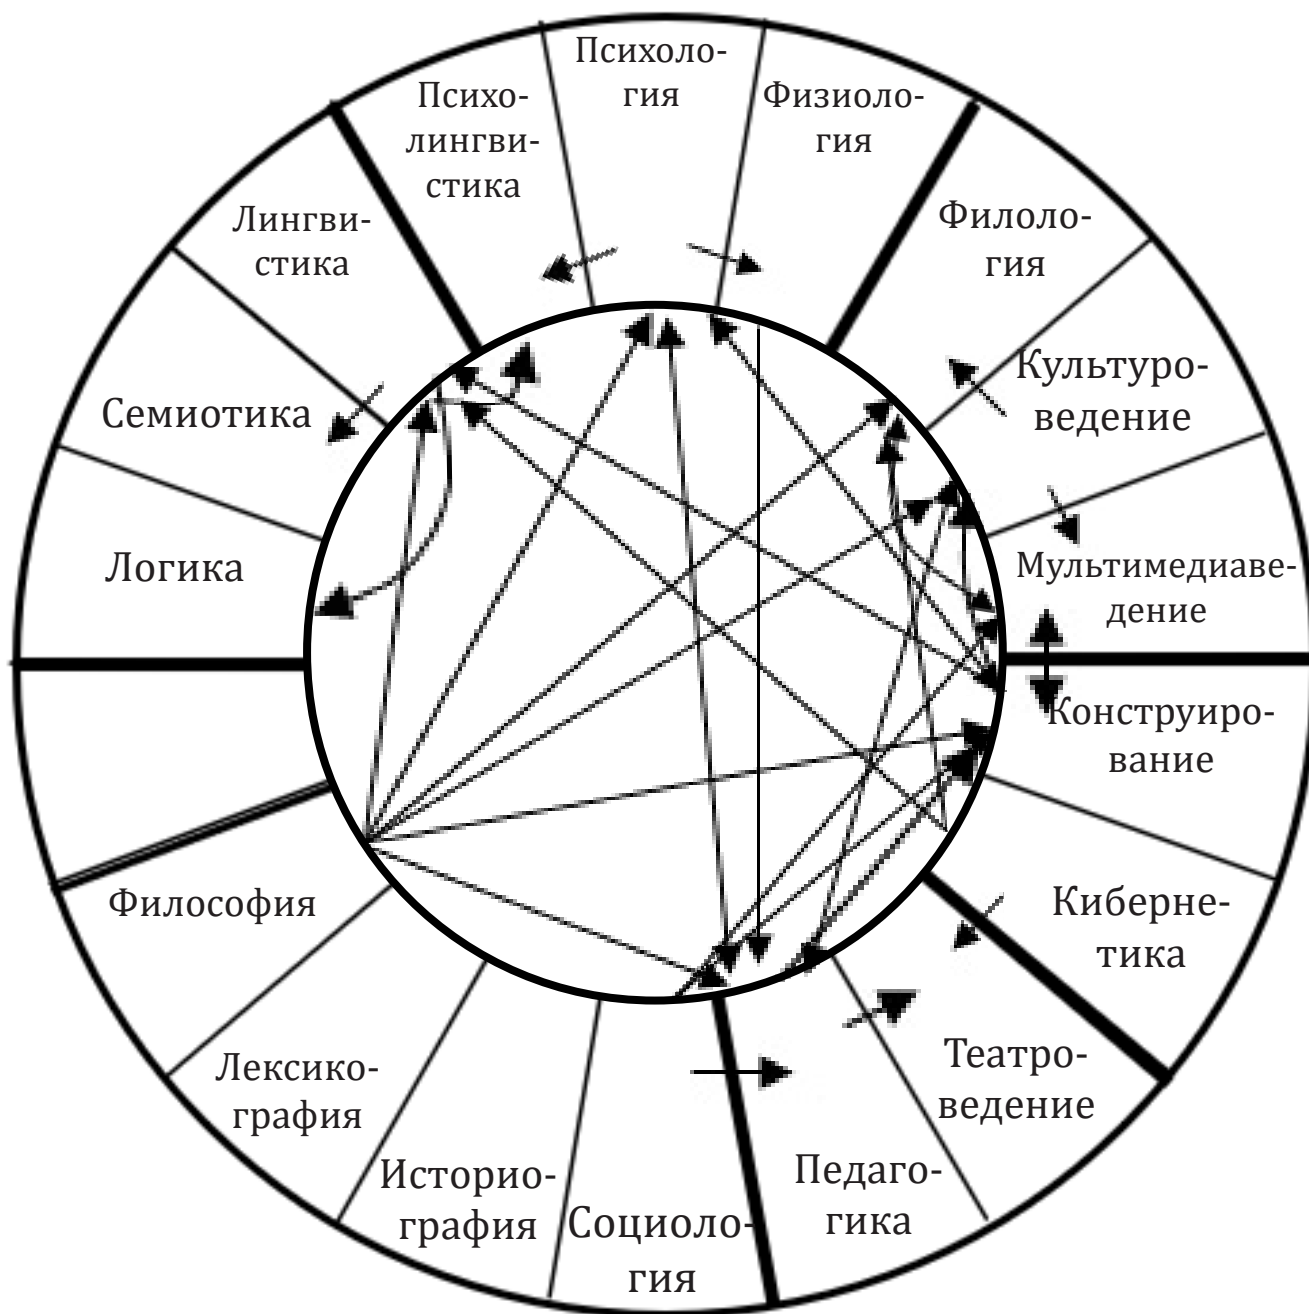 Психоло-
гия
Физиоло-
гия
Филоло-
гия
Культуро-
ведение
Мультимедиаве-
дение
Конструиро-
вание
Киберне-
тика
Театро-
ведение
Педаго-
гика
Социоло-
гия
Историо-
графия
Лексико-
графия
Философия
Логика
Семиотика
Лингви-
стика
Психо-
лингви-
стика